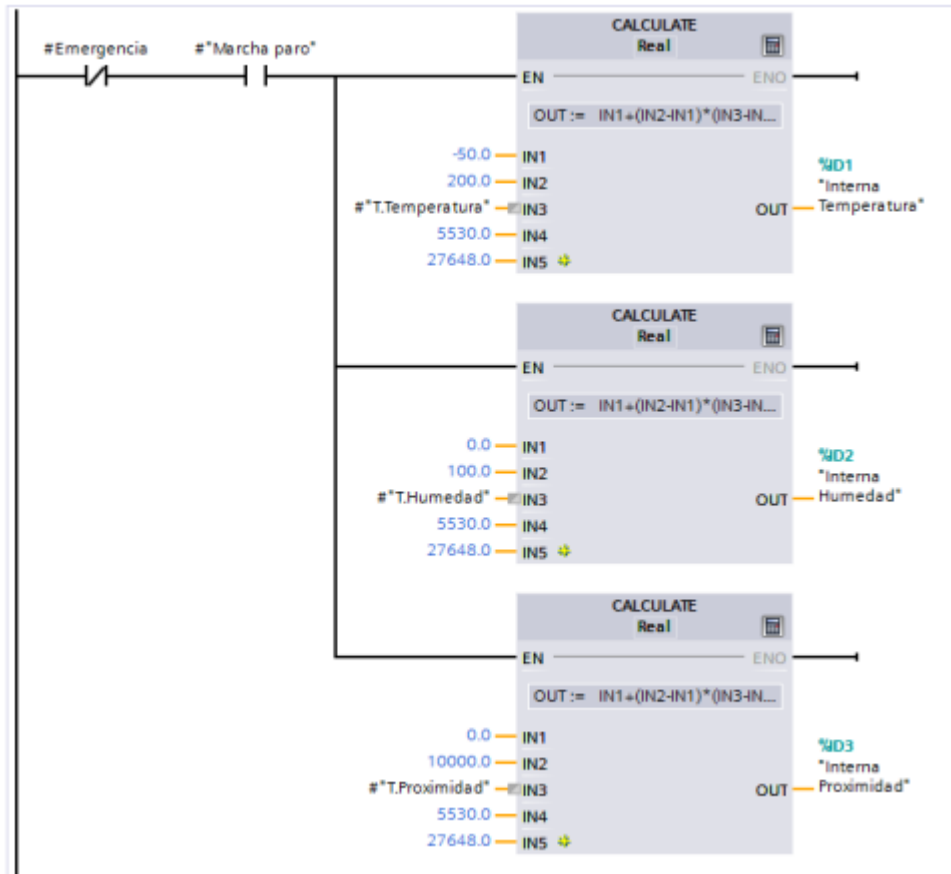 #Emergencia
#"Marcha paro"
CALCULATE
Real
EN
ENO
OUT := IN1+(IN2-IN1)*(IN3-IN...
-50.0 IN1
200.0 IN2
#"T.Temperatura" IN3
5530.0 IN4
27648.0 IN5
%ID1
"Interna
OUT Temperatura"
CALCULATE
Real
EN
ENO
OUT := IN1+(IN2-IN1)*(IN3-IN...
0.0 IN1
100.0 IN2
#"T.Humedad" IN3
5530.0 IN4
27648.0 IN5
%ID2
"Interna
OUT Humedad"
CALCULATE
Real
EN
ENO
OUT := IN1+(IN2-IN1)*(IN3-IN...
0.0 IN1
10000.0 IN2
#"T.Proximidad" IN3
5530.0 IN4
27648.0 IN5
%ID3
"Interna
OUT Proximidad"